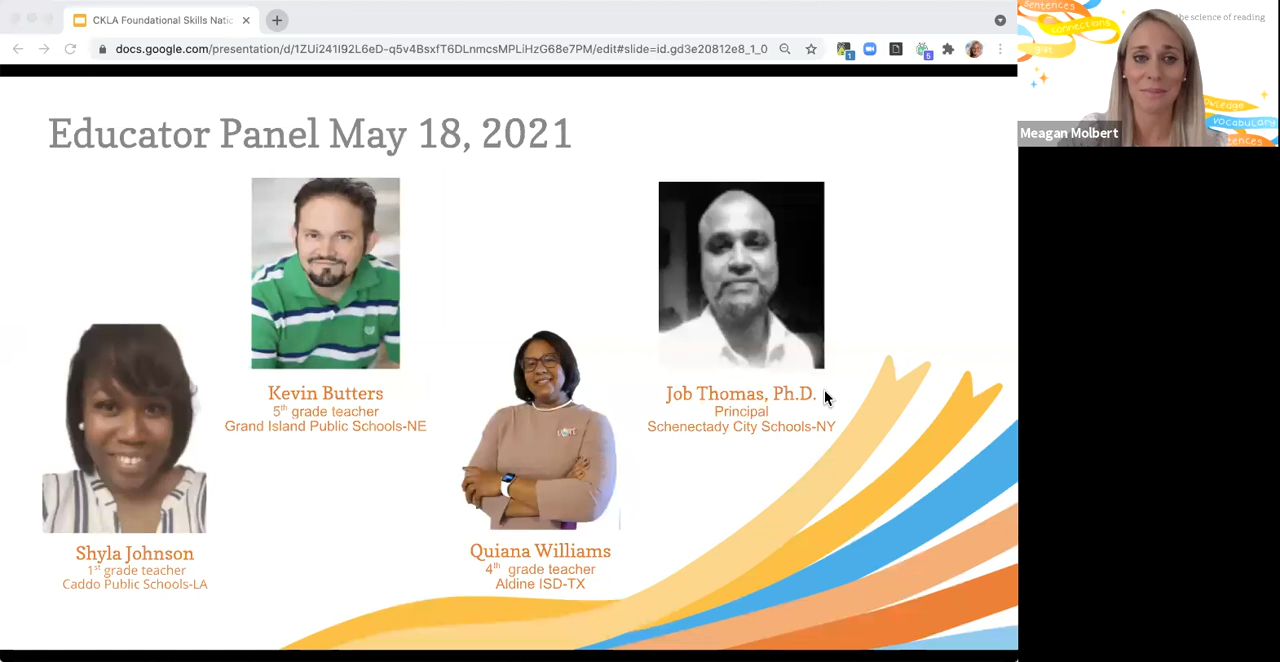 CKLA Foundational Skills Natio
docs.google.com/presentation/d/1ZUi241I92L6eD-q5v4BsxfT6DLnmcsMPLiHzG68e7PM/edit#slide=id.gd3e20812e8_1_0
1
5
Sentences
the science of reading
connections
Knowledge
vocabulary
sentences
Meagan Molbert
Educator Panel May 18, 2021
Kevin Butters
5th grade teacher
Grand Island Public Schools-NE
Job Thomas, Ph.D.
Principal
Schenectady City Schools-NY
Shyla Johnson
1st grade teacher
Caddo Public Schools-LA
Quiana Williams
4th grade teacher
Aldine ISD-TX